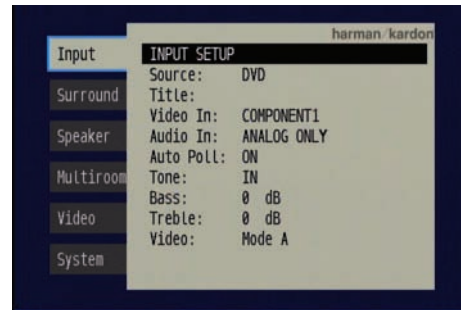 harman/kardon
Input
Surround
Speaker
Multiroom
Video
System
INPUT SETUP
Source: DVD
Title:
Video In: COMPONENT1
Audio In: ANALOG ONLY
Auto Poll: ON
Tone: IN
Bass: 0 dB
Treble: 0 dB
Video: Mode A